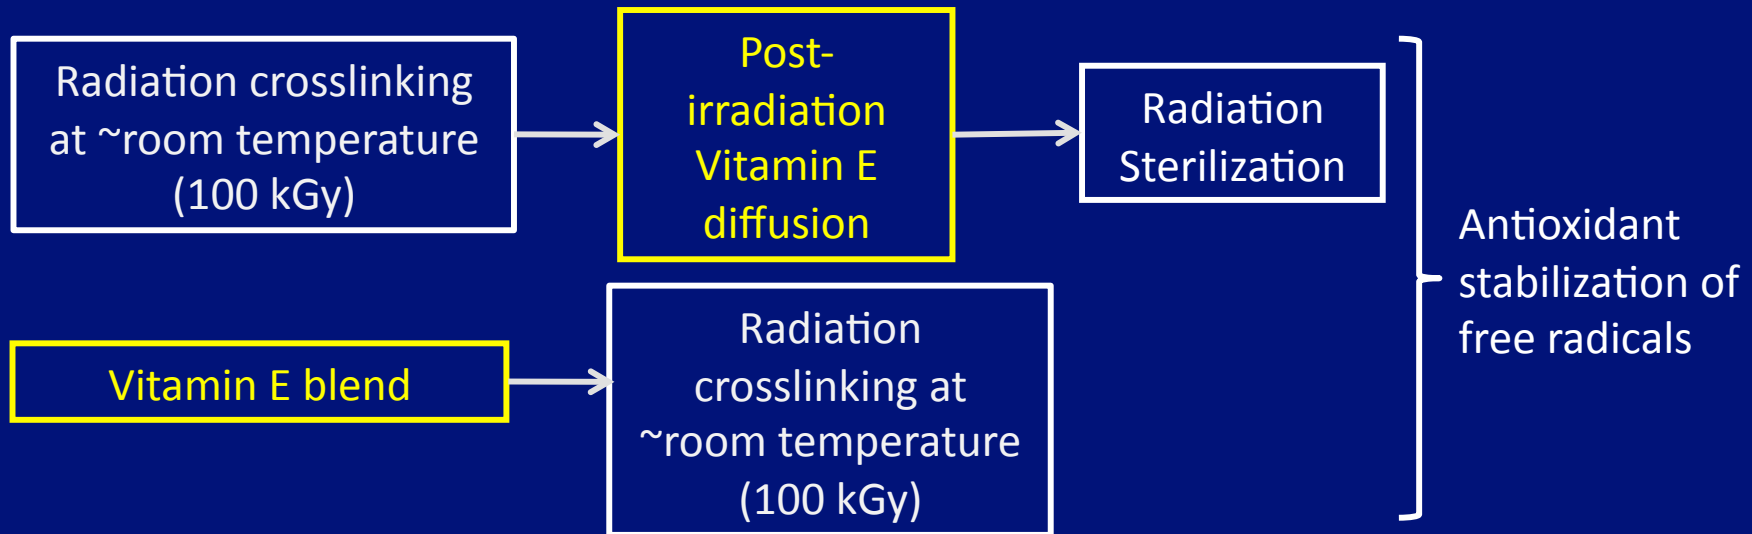 Radiation crosslinking
at ~room temperature
(100 kGy)
Post-
irradiation
Vitamin E
diffusion
Radiation
Sterilization
Vitamin E blend
Radiation
crosslinking at
~room temperature
(100 kGy)
Antioxidant
stabilization of
free radicals